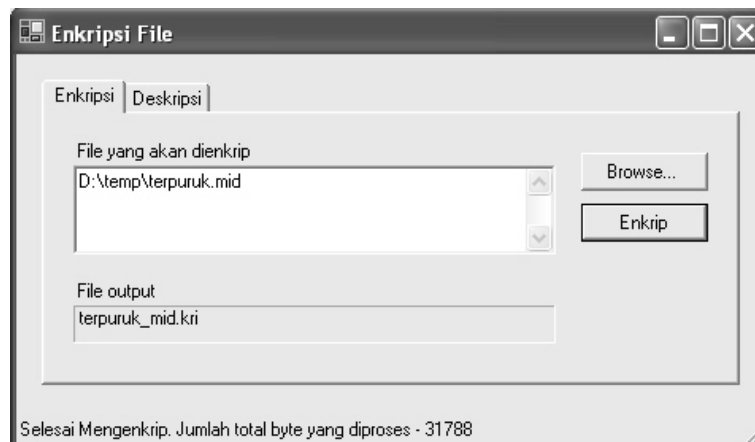 Enkripsi File
Enkripsi Deskripsi
File yang akan dienkrip
D:\temp\terpuruk.mid
Browse...
Enkrip
File output
terpuruk_mid.kri
Selesai Mengenkrip. Jumlah total byte yang diproses - 31788